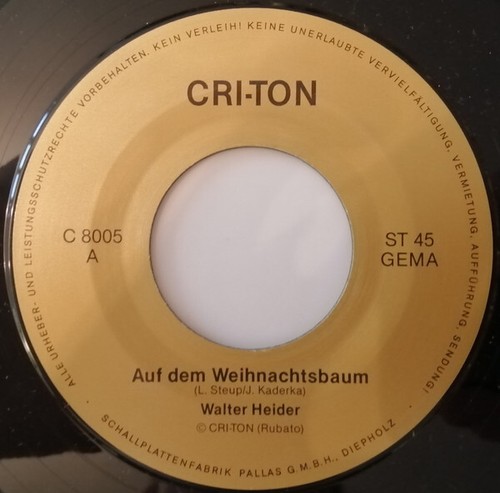 ALLE URHEBER- UND LEISTUNGSSCHUTZRECHTE VORBEHALTEN. KEIN VERLEIH! KEINE UNERLAUBTE VERVIELFÄLTIGUNG, VERMIETUNG, AUFFÜHRUNG, SENDUNG!
CRI-TON
C 8005
A
ST 45
GEMA
Auf dem Weihnachtsbaum
(L. Steup/J. Kaderka)
Walter Heider
© CRI-TON (Rubato)
· SCHALLPLATTENFABRIK PALLAS G.M.B.H., DIEPHOLZ ·